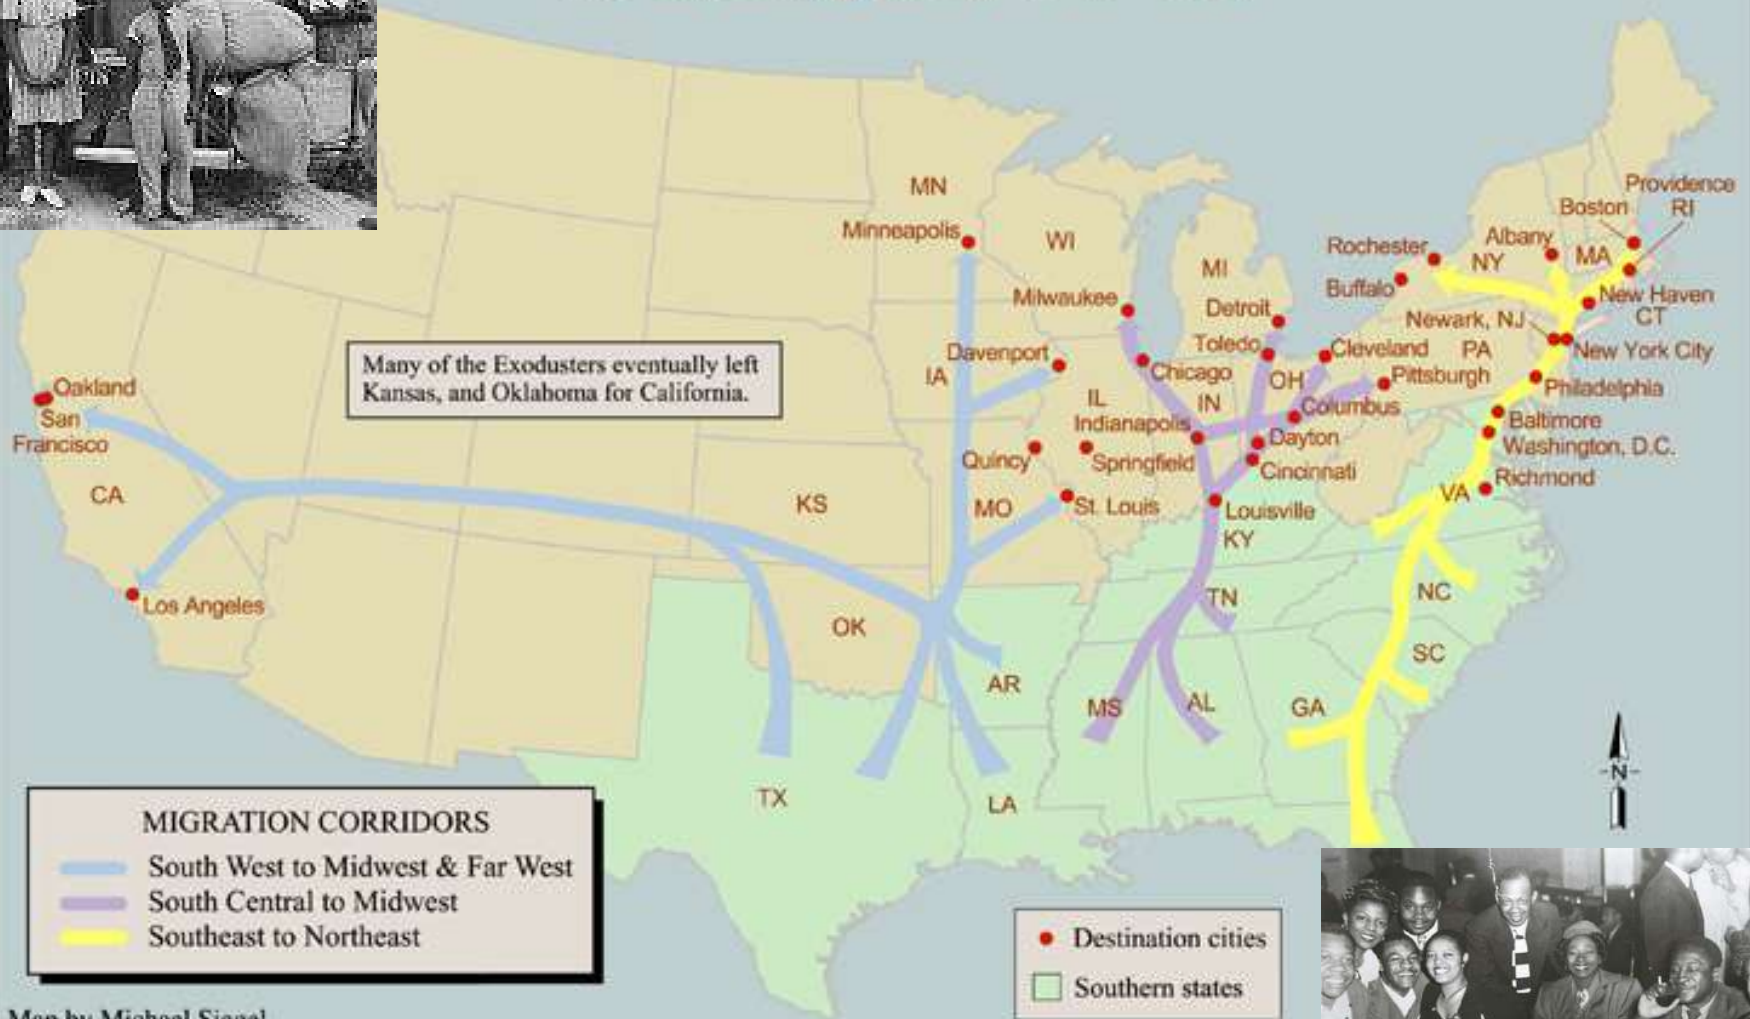 MN
Minneapolis
WI
MI
Milwaukee
Detroit
Toledo
Davenport
IA
Chicago
OH
Cleveland
PA
Pittsburgh
IL
IN
Indianapolis
Columbus
Dayton
Cincinnati
Quincy
Springfield
MO
St. Louis
Louisville
KY
KS
Providence
RI
Boston
Rochester
Albany
NY
MA
Buffalo
New Haven
CT
Newark, NJ
New York City
Philadelphia
Baltimore
Washington, D.C.
Richmond
VA
Many of the Exodusters eventually left
Kansas, and Oklahoma for California.
Oakland
San
Francisco
CA
Los Angeles
OK
TN
NC
SC
AR
MS
AL
GA
TX
LA
-N-
MIGRATION CORRIDORS
South West to Midwest & Far West
South Central to Midwest
Southeast to Northeast
Destination cities
Southern states
Map by Michael Siegel